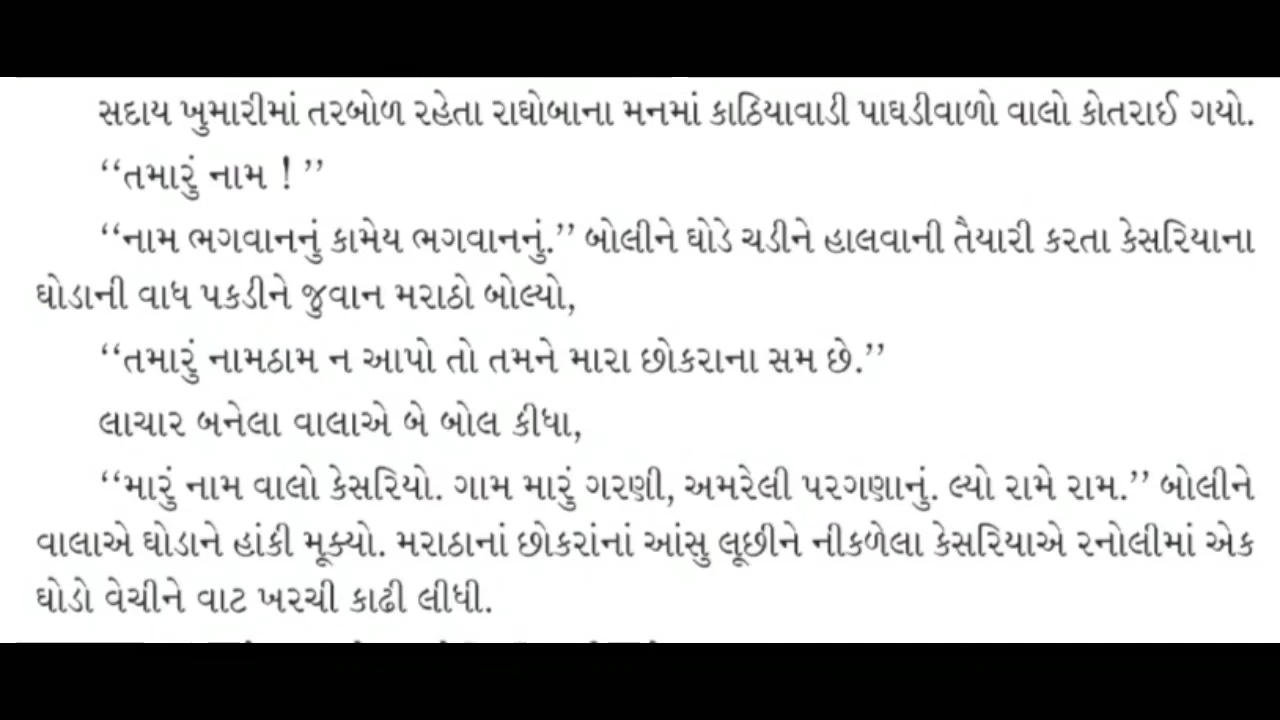 સદાય ખુમારીમાં તરબોળ રહેતા રાઘોબાના મનમાં કાઠિયાવાડી પાઘડીવાળો વાલો કોતરાઈ ગયો.
‘‘તમારું નામ ! ’’
‘‘નામ ભગવાનનું કામેય ભગવાનનું.’’ બોલીને ઘોડે ચડીને હાલવાની તૈયારી કરતા કેસરિયાના
ઘોડાની વાઘ પકડીને જુવાન મરાઠો બોલ્યો,
‘‘તમારું નામઠામ ન આપો તો તમને મારા છોકરાના સમ છે.’’
લાચાર બનેલા વાલાએ બે બોલ કીધા,
‘‘મારું નામ વાલો કેસરિયો. ગામ મારું ગરણી, અમરેલી પરગણાનું. લ્યો રામે રામ.’’ બોલીને
વાલાએ ઘોડાને હાંકી મૂક્યો. મરાઠાનાં છોકરાંનાં આંસુ લૂછીને નીકળેલા કેસરિયાએ રનોલીમાં એક
ઘોડો વેચીને વાટ ખરચી કાઢી લીધી.